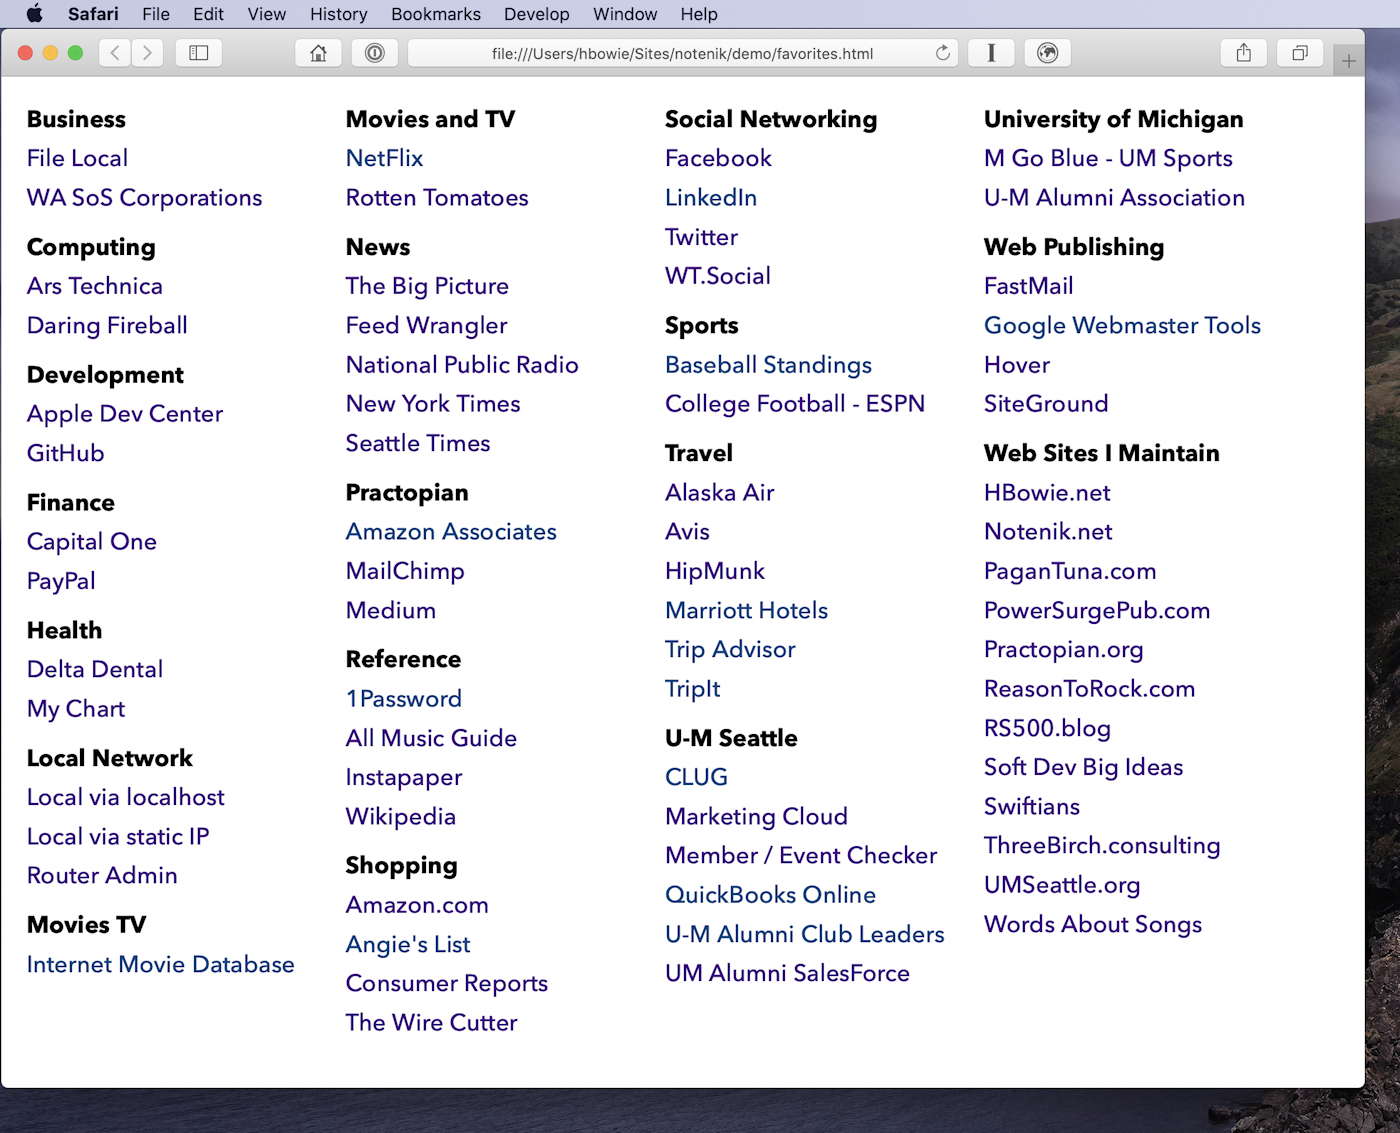 Safari File Edit View History Bookmarks Develop Window Help
file:///Users/hbowie/Sites/notenik/demo/favorites.html
Business
File Local
WA SoS Corporations
Computing
Ars Technica
Daring Fireball
Development
Apple Dev Center
GitHub
Finance
Capital One
PayPal
Health
Delta Dental
My Chart
Local Network
Local via localhost
Local via static IP
Router Admin
Movies TV
Internet Movie Database
Movies and TV
NetFlix
Rotten Tomatoes
News
The Big Picture
Feed Wrangler
National Public Radio
New York Times
Seattle Times
Practopian
Amazon Associates
MailChimp
Medium
Reference
1Password
All Music Guide
Instapaper
Wikipedia
Shopping
Amazon.com
Angie's List
Consumer Reports
The Wire Cutter
Social Networking
Facebook
LinkedIn
Twitter
WT.Social
Sports
Baseball Standings
College Football - ESPN
Travel
Alaska Air
Avis
HipMunk
Marriott Hotels
Trip Advisor
TripIt
U-M Seattle
CLUG
Marketing Cloud
Member / Event Checker
QuickBooks Online
U-M Alumni Club Leaders
UM Alumni SalesForce
University of Michigan
M Go Blue - UM Sports
U-M Alumni Association
Web Publishing
FastMail
Google Webmaster Tools
Hover
SiteGround
Web Sites I Maintain
HBowie.net
Notenik.net
PaganTuna.com
PowerSurgePub.com
Practopian.org
ReasonToRock.com
RS500.blog
Soft Dev Big Ideas
Swiftians
ThreeBirch.consulting
UMSeattle.org
Words About Songs